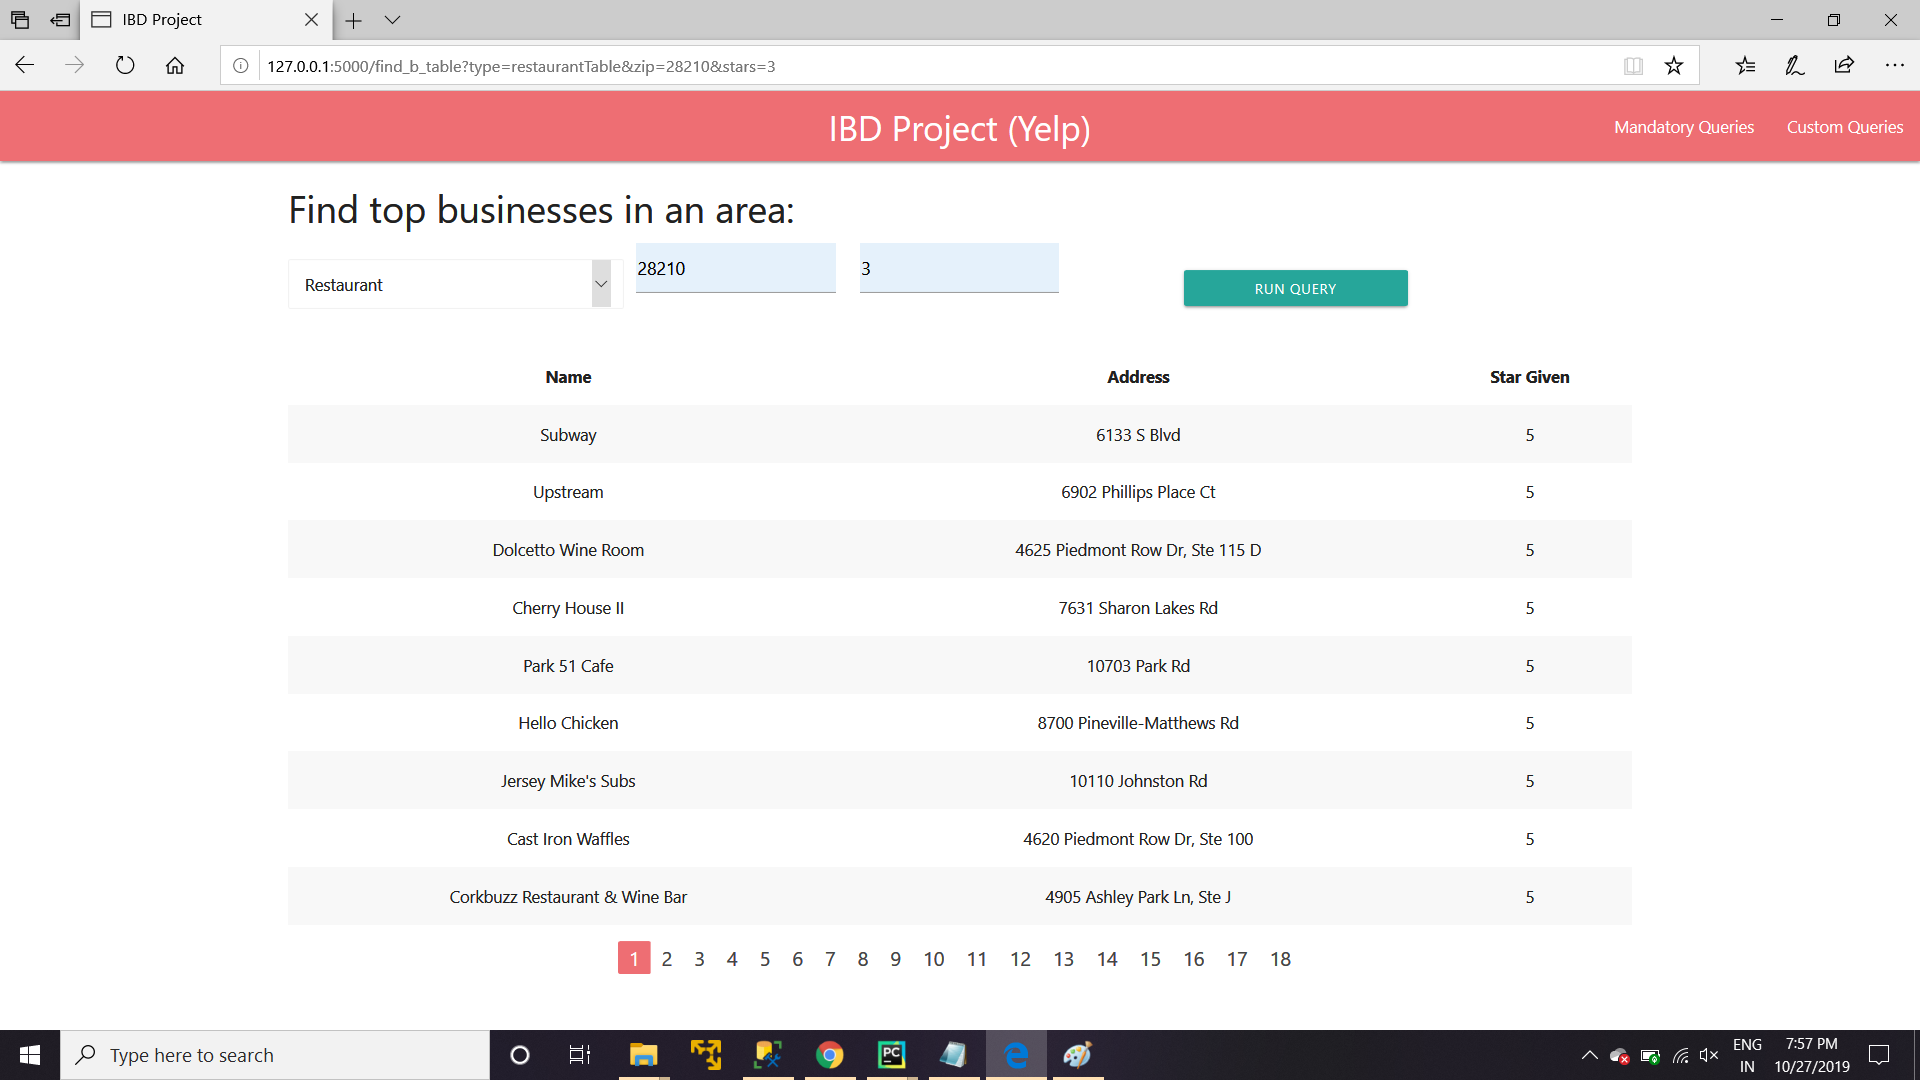 IBD Project
127.0.0.1:5000/find_b_table?type=restaurantTable&zip=28210&stars=3
IBD Project (Yelp)
Mandatory Queries
Custom Queries
Find top businesses in an area:
Restaurant
28210
3
RUN QUERY
Name Address Star Given
Subway 6133 S Blvd 5
Upstream 6902 Phillips Place Ct 5
Dolcetto Wine Room 4625 Piedmont Row Dr, Ste 115 D 5
Cherry House II 7631 Sharon Lakes Rd 5
Park 51 Cafe 10703 Park Rd 5
Hello Chicken 8700 Pineville-Matthews Rd 5
Jersey Mike's Subs 10110 Johnston Rd 5
Cast Iron Waffles 4620 Piedmont Row Dr, Ste 100 5
Corkbuzz Restaurant & Wine Bar 4905 Ashley Park Ln, Ste J 5
1 2 3 4 5 6 7 8 9 10 11 12 13 14 15 16 17 18
Type here to search
PC
ENG
IN
7:57 PM
10/27/2019